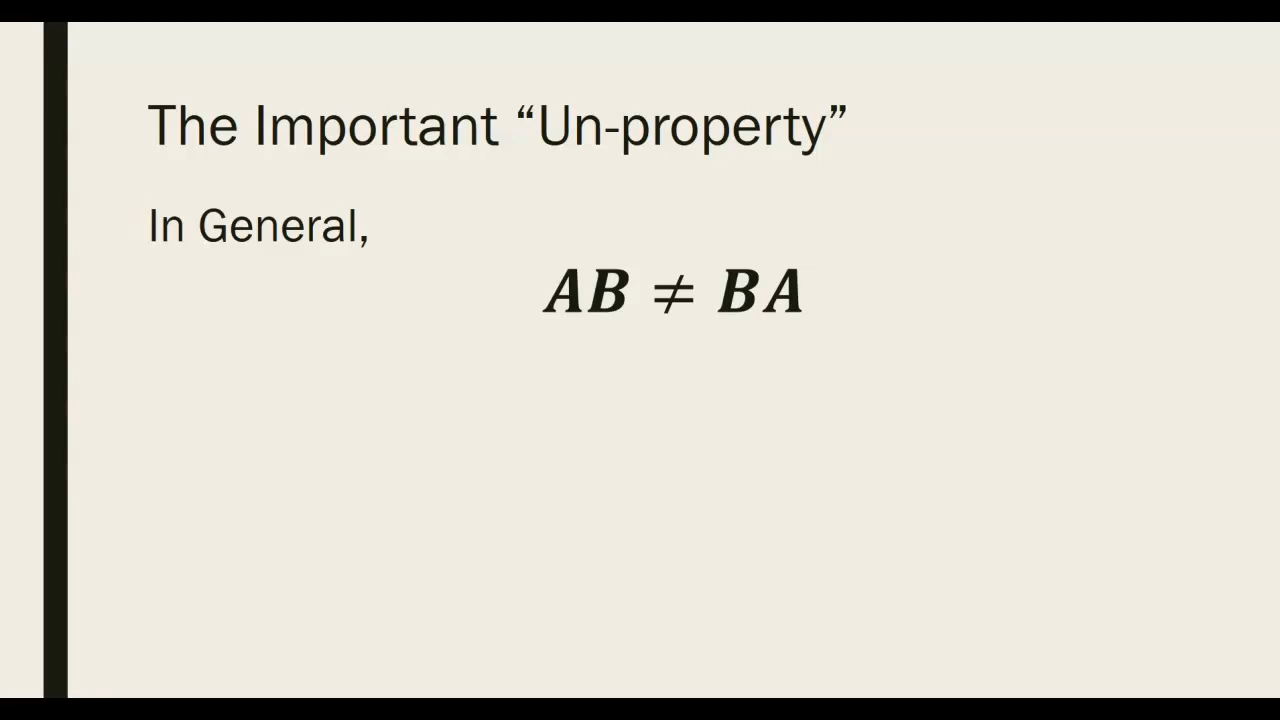 The Important “Un-property”
In General,
AB ≠ BA